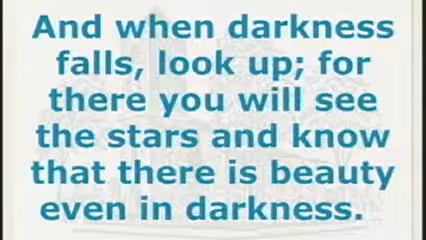 And when darkness
falls, look up; for
there you will see
the stars and know
that there is beauty
even in darkness.